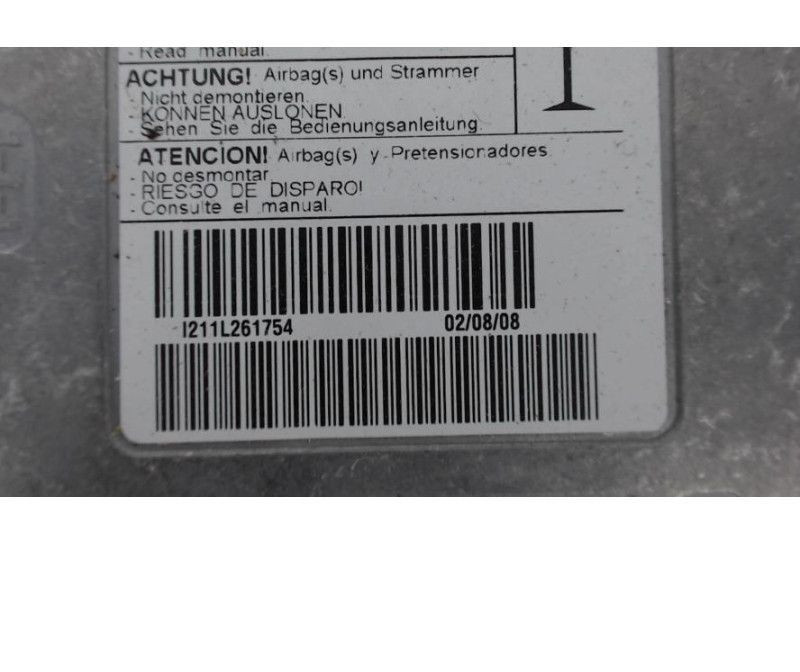 - Read manual.
ACHTUNG! Airbag(s) und Strammer
- Nicht demontieren.
- KONNEN AUSLONEN.
- Sehen Sie die Bedienungsanleitung.
ATENCION! Airbag(s) y Pretensionadores
- No desmontar
- RIESGO DE DISPARO!
- Consulte el manual.
I211L261754 02/08/08